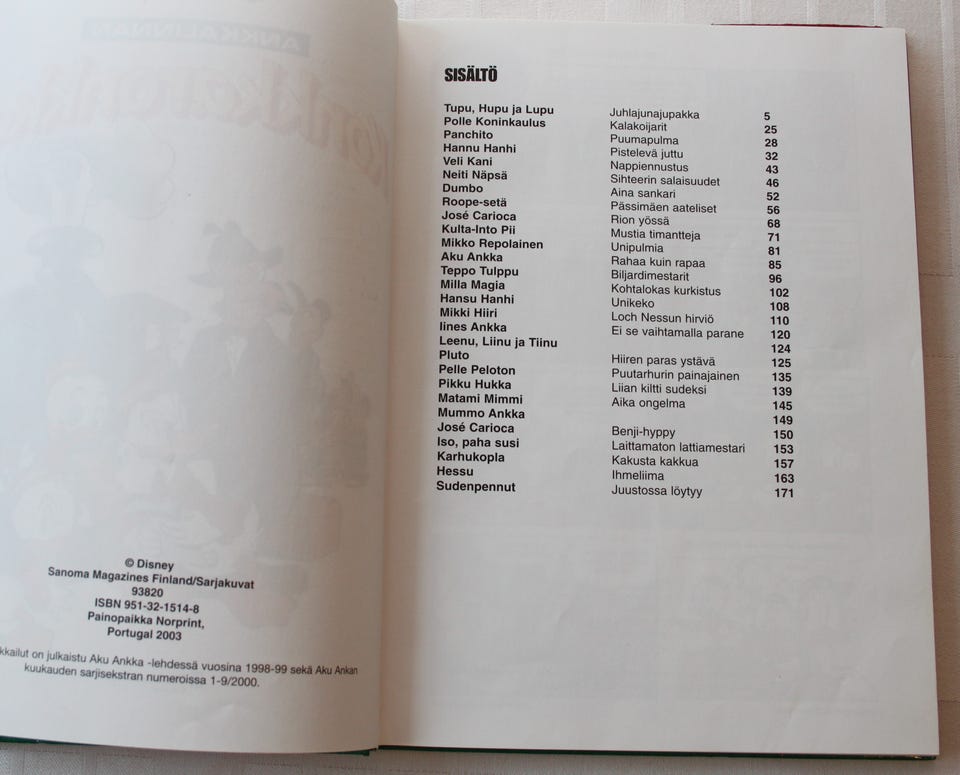 ANKKALINNAN
© Disney
Sanoma Magazines Finland/Sarjakuvat
93820
ISBN 951-32-1514-8
Painopaikka Norprint,
Portugal 2003
on julkaistu Aku Ankka -lehdessä vuosina 1998-99 sekä Aku Ankan
kuukauden sarjisekstran numeroissa 1-9/2000.
SISÄLTÖ
Tupu, Hupu ja Lupu Juhlajunajupakka 5
Polle Koninkaulus Kalakoijarit 25
Panchito Puumapulma 28
Hannu Hanhi Pistelevä juttu 32
Veli Kani Nappiennustus 43
Neiti Näpsä Sihteerin salaisuudet 46
Dumbo Aina sankari 52
Roope-setä Pässimäen aateliset 56
José Carioca Rion yössä 68
Kulta-Into Pii Mustia timantteja 71
Mikko Repolainen Unipulmia 81
Aku Ankka Rahaa kuin rapaa 85
Teppo Tulppu Biljardimestarit 96
Milla Magia Kohtalokas kurkistus 102
Hansu Hanhi Unikeko 108
Mikki Hiiri Loch Nessun hirviö 110
Iines Ankka Ei se vaihtamalla parane 120
Leenu, Liinu ja Tiinu 124
Pluto Hiiren paras ystävä 125
Pelle Peloton Puutarhurin painajainen 135
Pikku Hukka Liian kiltti sudeksi 139
Matami Mimmi Aika ongelma 145
Mummo Ankka 149
José Carioca Benji-hyppy 150
Iso, paha susi Laittamaton lattiamestari 153
Karhukopla Kakusta kakkua 157
Hessu Ihmeliima 163
Sudenpennut Juustossa löytyy 171